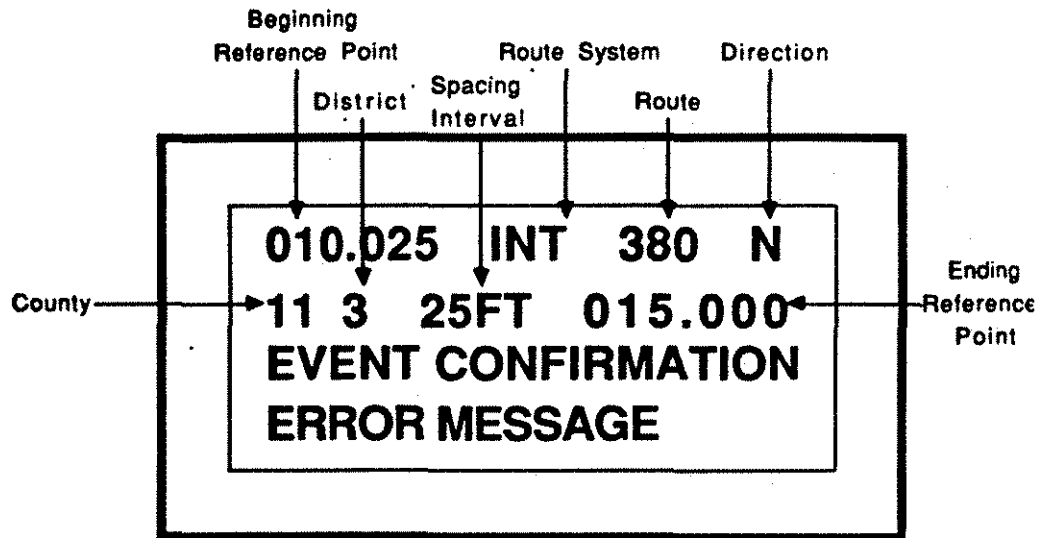 Beginning
Reference Point
Route System
Direction
District
Spacing
Interval
Route
010.025 INT 380 N
County
11 3 25FT 015.000
Ending
Reference
Point
EVENT CONFIRMATION
ERROR MESSAGE